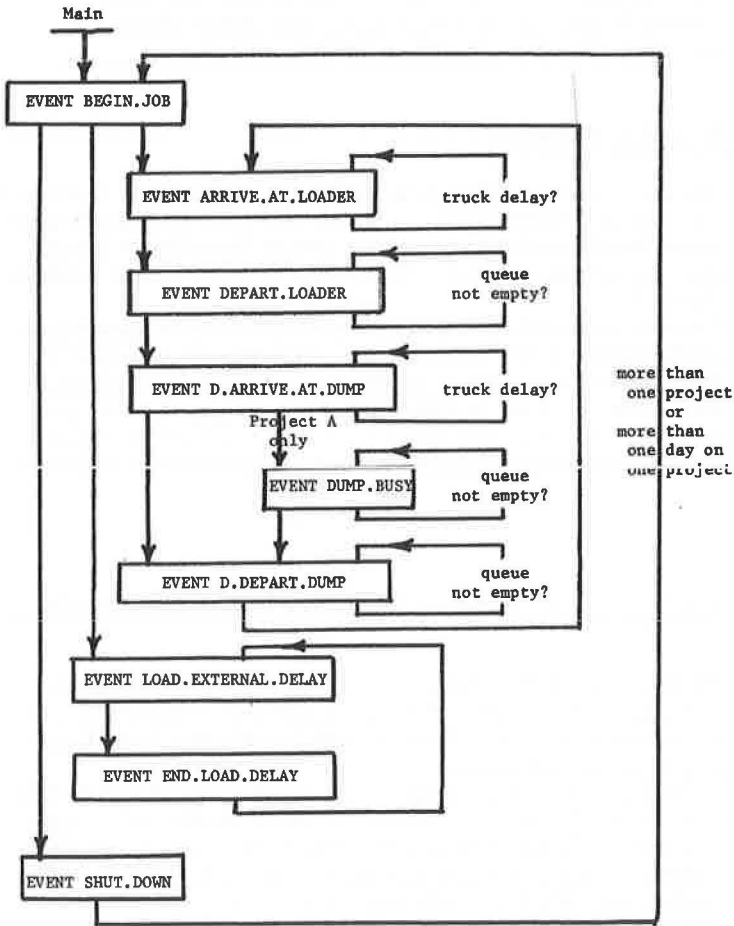 Main
EVENT BEGIN.JOB
EVENT ARRIVE.AT.LOADER
truck delay?
EVENT DEPART.LOADER
queue
not empty?
EVENT D.ARRIVE.AT.DUMP
truck delay?
Project A
only
EVENT DUMP.BUSY
queue
not empty?
more than
one project
or
more than
one day on
one project
EVENT D.DEPART.DUMP
queue
not empty?
EVENT LOAD.EXTERNAL.DELAY
EVENT END.LOAD.DELAY
EVENT SHUT.DOWN